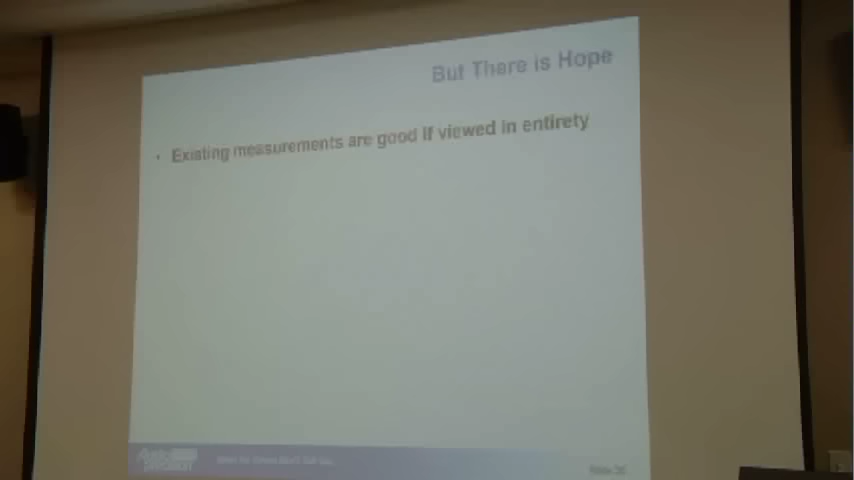 But There is Hope
• Existing measurements are good if viewed in entirety